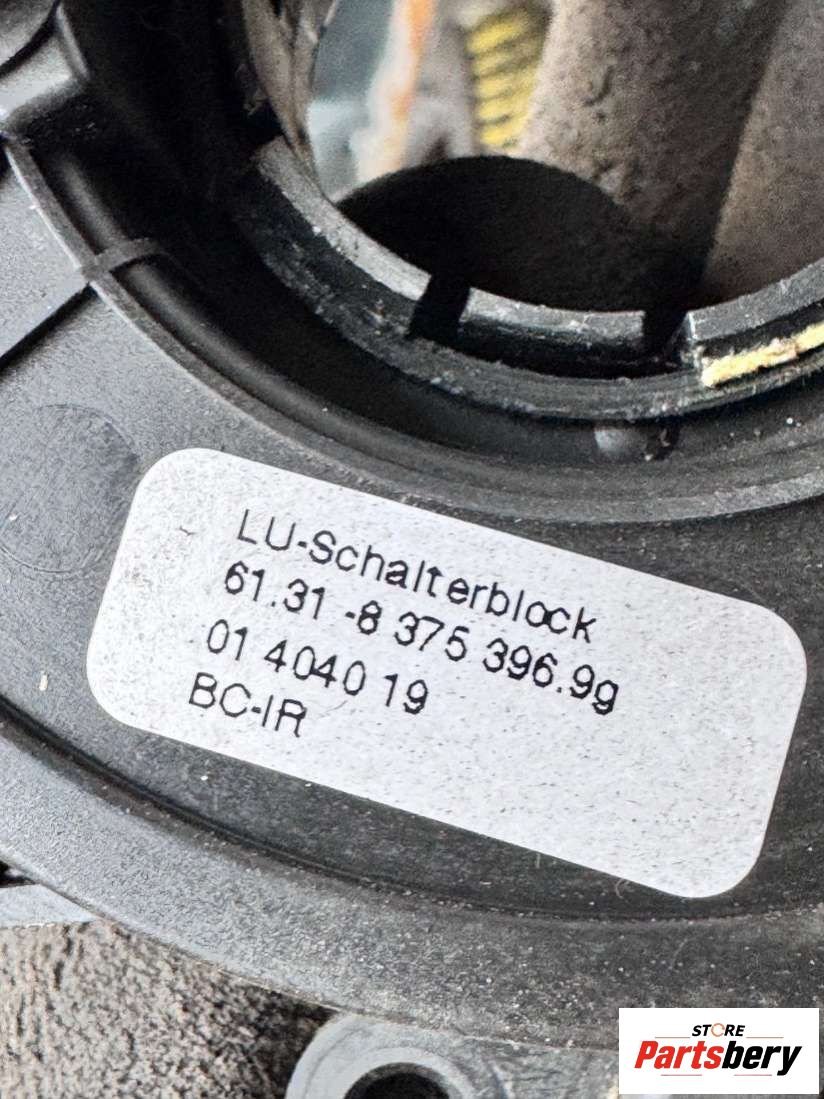 LU-Schalterblock
61.31 -8 375 396.9g
01 4040 19
BC-IR
STORE
Partsbery